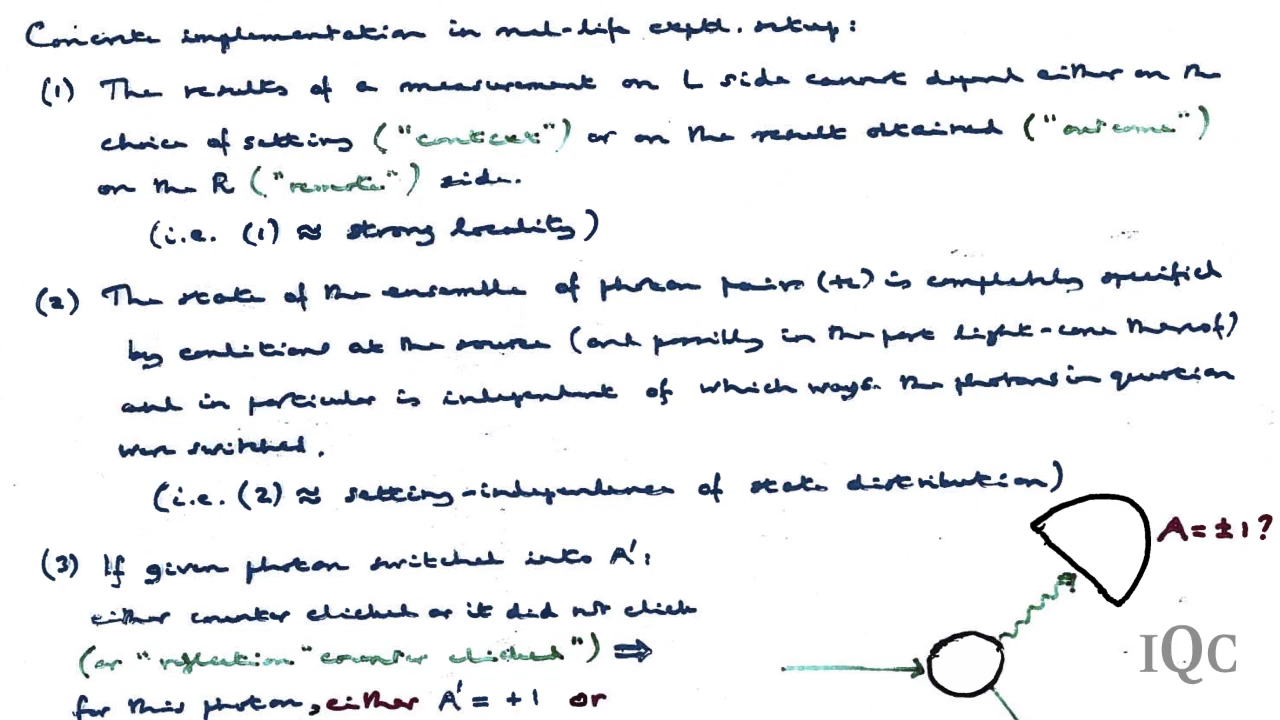 Concrete implementation in real-life exptl. setup:
(1) The results of a measurement on L side cannot depend either on the
choice of setting ("context") or on the result obtained ("outcome")
on the R ("remote") side.
(i.e. (1) ≈ strong locality)
(2) The state of the ensemble of photon pairs (+λ) is completely specified
by conditions at the source (and possibly in the past light-cone thereof)
and in particular is independent of which ways the photons in question
were switched.
(i.e. (2) ≈ setting-independence of state distribution)
(3) If given photon switched into A′:
either counter clicked or it did not click
(or "reflection" counter clicked") ⇒
for this photon, either A′ = +1 or
A = ±1?
IQC